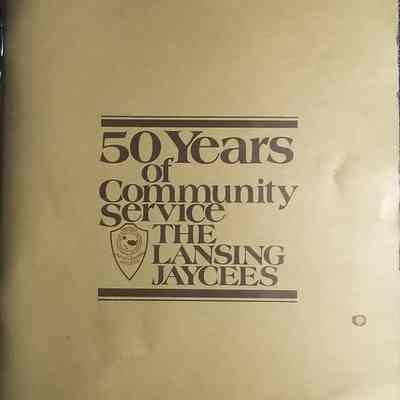 50 Years
of
Community
Service
THE
LANSING
JAYCEES